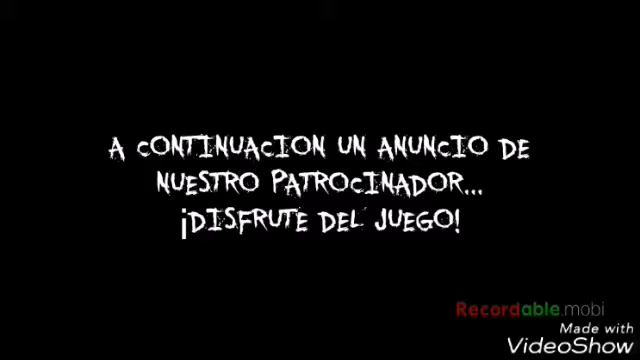 A CONTINUACION UN ANUNCIO DE
NUESTRO PATROCINADOR...
¡DISFRUTE DEL JUEGO!
Recordable.mobi
Made with
VideoShow